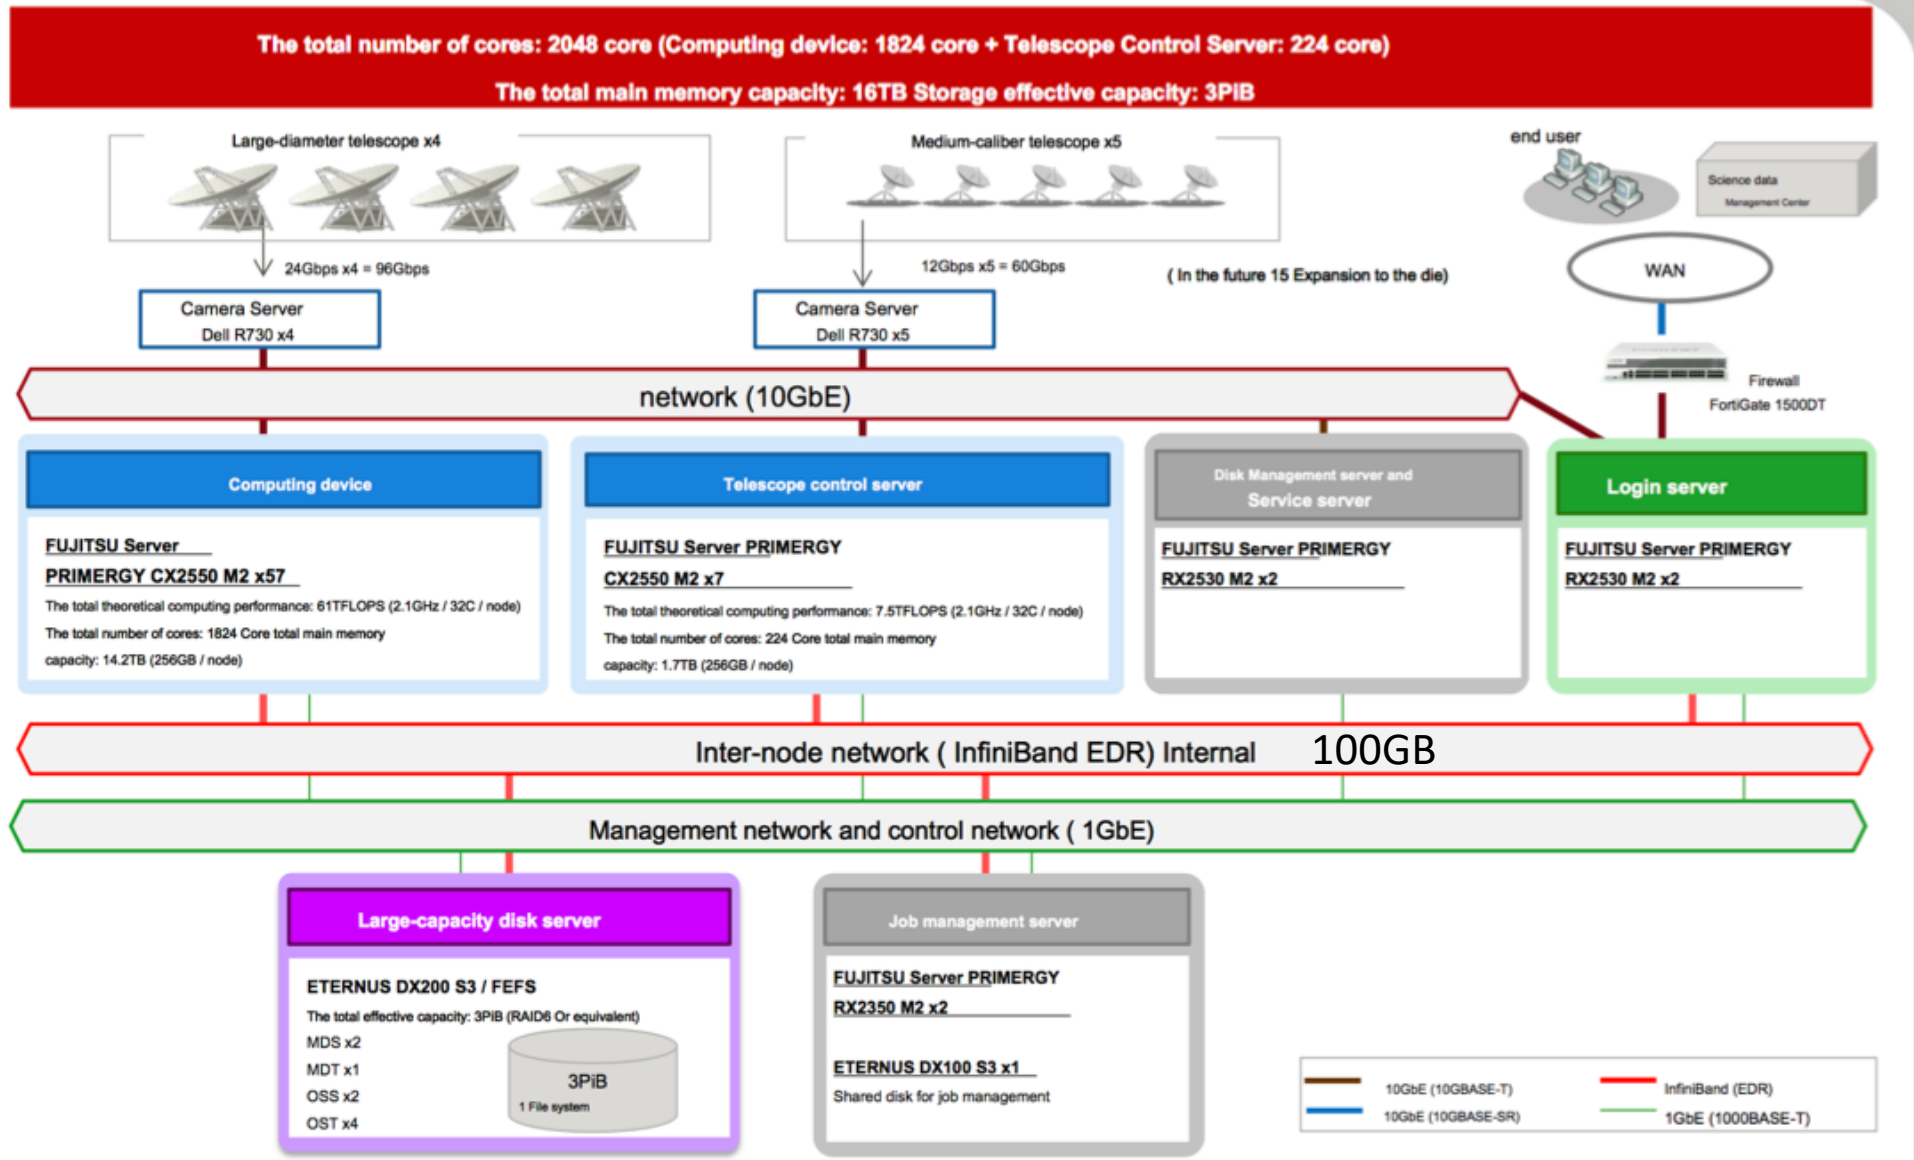 The total number of cores: 2048 core (Computing device: 1824 core + Telescope Control Server: 224 core)
The total main memory capacity: 16TB Storage effective capacity: 3PiB
Large-diameter telescope x4
Medium-caliber telescope x5
end user
Science data
Management Center
24Gbps x4 = 96Gbps
12Gbps x5 = 60Gbps
( In the future 15 Expansion to the die)
WAN
Camera Server
Dell R730 x4
Camera Server
Dell R730 x5
Firewall
FortiGate 1500DT
network (10GbE)
Computing device
FUJITSU Server
PRIMERGY CX2550 M2 x57
The total theoretical computing performance: 61TFLOPS (2.1GHz / 32C / node)
The total number of cores: 1824 Core total main memory
capacity: 14.2TB (256GB / node)
Telescope control server
FUJITSU Server PRIMERGY
CX2550 M2 x7
The total theoretical computing performance: 7.5TFLOPS (2.1GHz / 32C / node)
The total number of cores: 224 Core total main memory
capacity: 1.7TB (256GB / node)
Disk Management server and
Service server
FUJITSU Server PRIMERGY
RX2530 M2 x2
Login server
FUJITSU Server PRIMERGY
RX2530 M2 x2
Inter-node network ( InfiniBand EDR) Internal 100GB
Management network and control network ( 1GbE)
Large-capacity disk server
ETERNUS DX200 S3 / FEFS
The total effective capacity: 3PiB (RAID6 Or equivalent)
MDS x2
MDT x1
OSS x2
OST x4
3PiB
1 File system
Job management server
FUJITSU Server PRIMERGY
RX2350 M2 x2
ETERNUS DX100 S3 x1
Shared disk for job management
10GbE (10GBASE-T)
InfiniBand (EDR)
10GbE (10GBASE-SR)
1GbE (1000BASE-T)